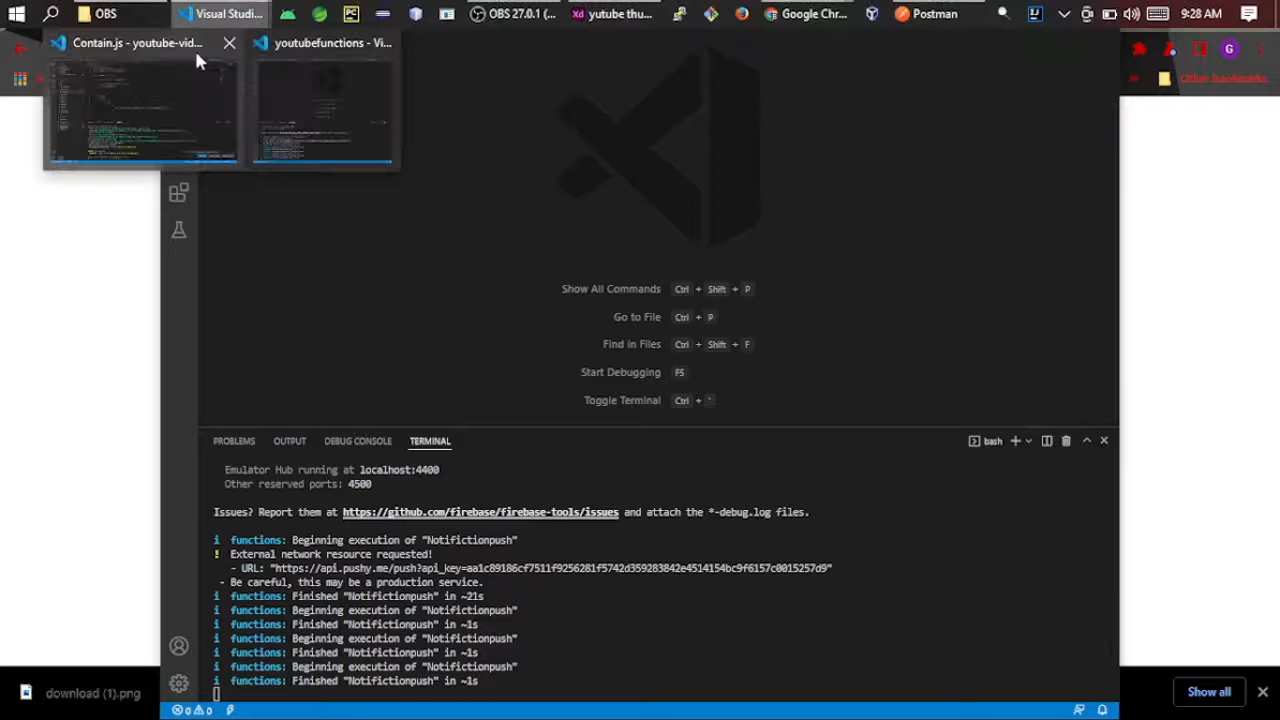 OBS
Visual Studi...
PC
OBS 27.0.1 (...
Xd yutube thu...
Google Chr...
Postman
9:28 AM
Contain.js - youtube-vid...
youtubefunctions - Vi...
G
Other bookmarks
Show All Commands Ctrl + Shift + P
Go to File Ctrl + P
Find in Files Ctrl + Shift + F
Start Debugging F5
Toggle Terminal Ctrl + `
PROBLEMS OUTPUT DEBUG CONSOLE TERMINAL
bash
Emulator Hub running at localhost:4400
Other reserved ports: 4500
Issues? Report them at https://github.com/firebase/firebase-tools/issues and attach the *-debug.log files.
i functions: Beginning execution of "Notifictionpush"
! External network resource requested!
- URL: "https://api.pushy.me/push?api_key=aa1c89186cf7511f9256281f5742d359283842e4514154bc9f6157c0015257d9"
- Be careful, this may be a production service.
i functions: Finished "Notifictionpush" in ~21s
i functions: Beginning execution of "Notifictionpush"
i functions: Finished "Notifictionpush" in ~1s
i functions: Beginning execution of "Notifictionpush"
i functions: Finished "Notifictionpush" in ~1s
i functions: Beginning execution of "Notifictionpush"
i functions: Finished "Notifictionpush" in ~1s
0 0
download (1).png
Show all